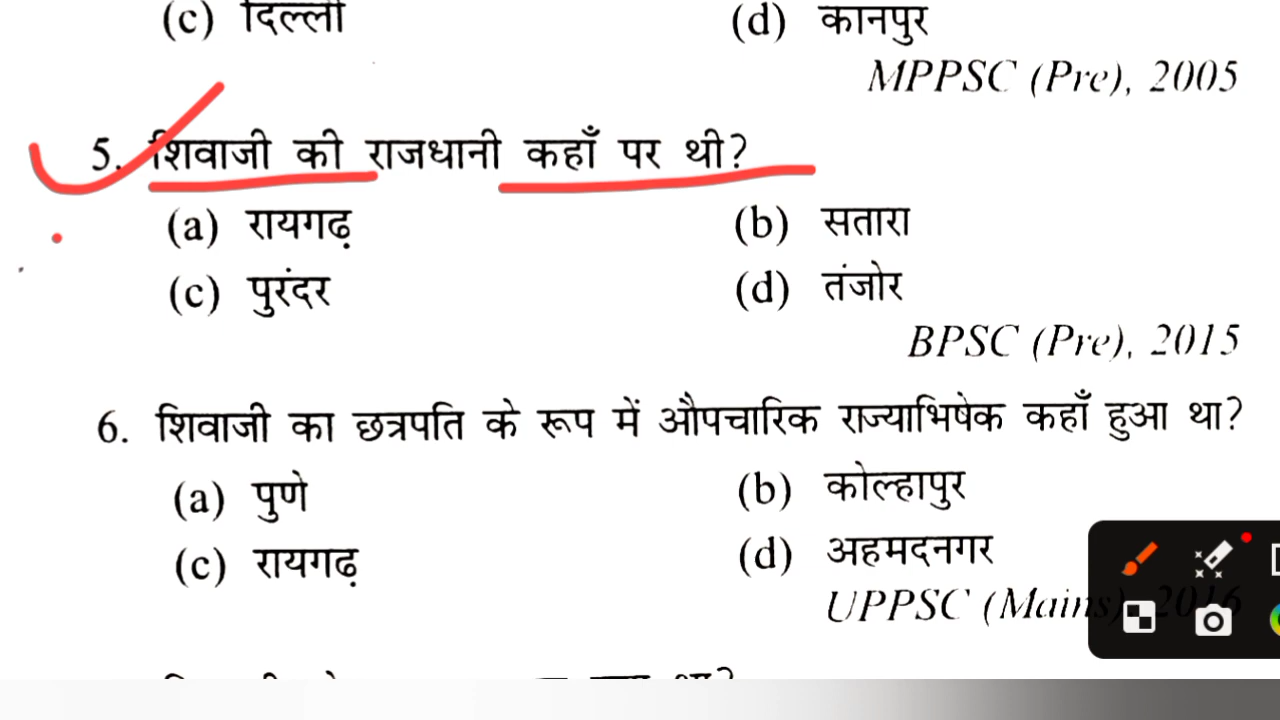 (c) दिल्ली (d) कानपुर
MPPSC (Pre), 2005
5. शिवाजी की राजधानी कहाँ पर थी?
(a) रायगढ़ (b) सतारा
(c) पुरंदर (d) तंजोर
BPSC (Pre), 2015
6. शिवाजी का छत्रपति के रूप में औपचारिक राज्याभिषेक कहाँ हुआ था?
(a) पुणे (b) कोल्हापुर
(c) रायगढ़ (d) अहमदनगर
UPPSC (Mains), 2016